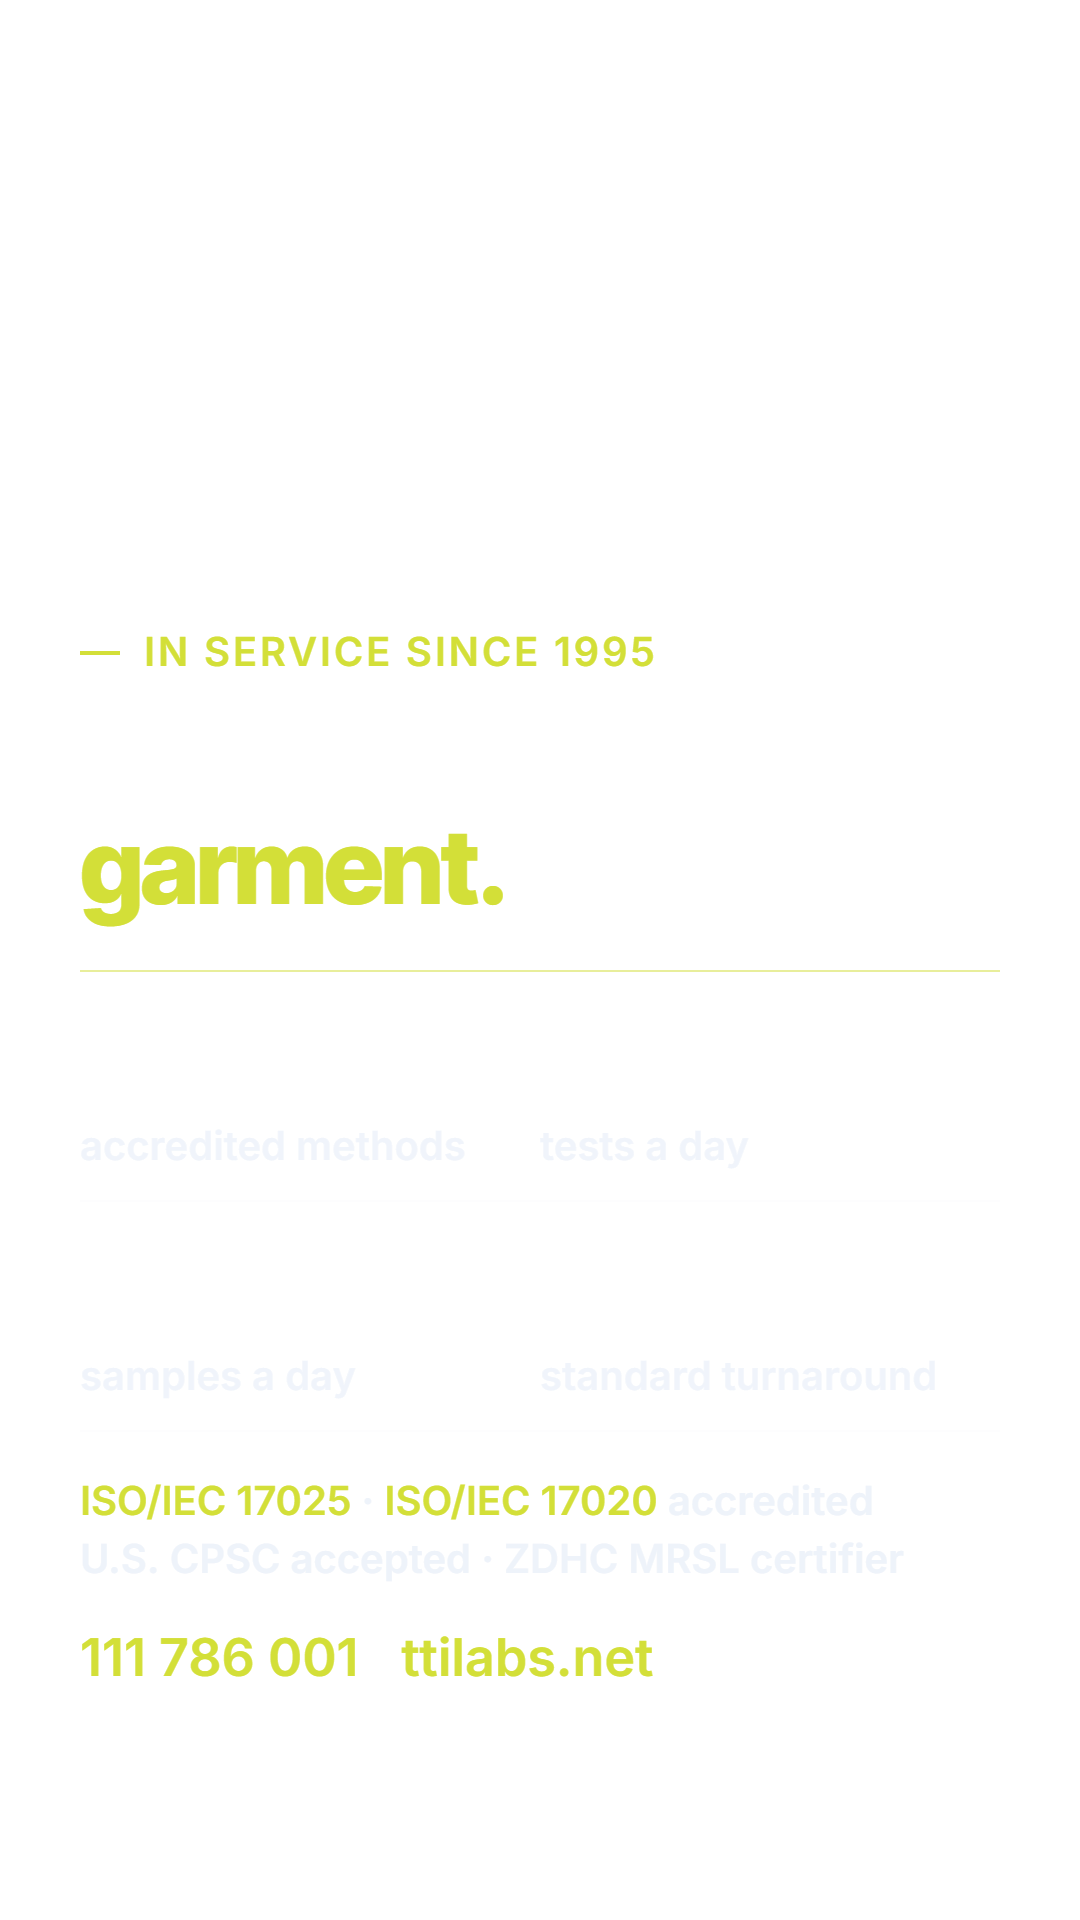 — IN SERVICE SINCE 1995
garment.
accredited methods tests a day
samples a day standard turnaround
ISO/IEC 17025 · ISO/IEC 17020 accredited
U.S. CPSC accepted · ZDHC MRSL certifier
111 786 001 ttilabs.net